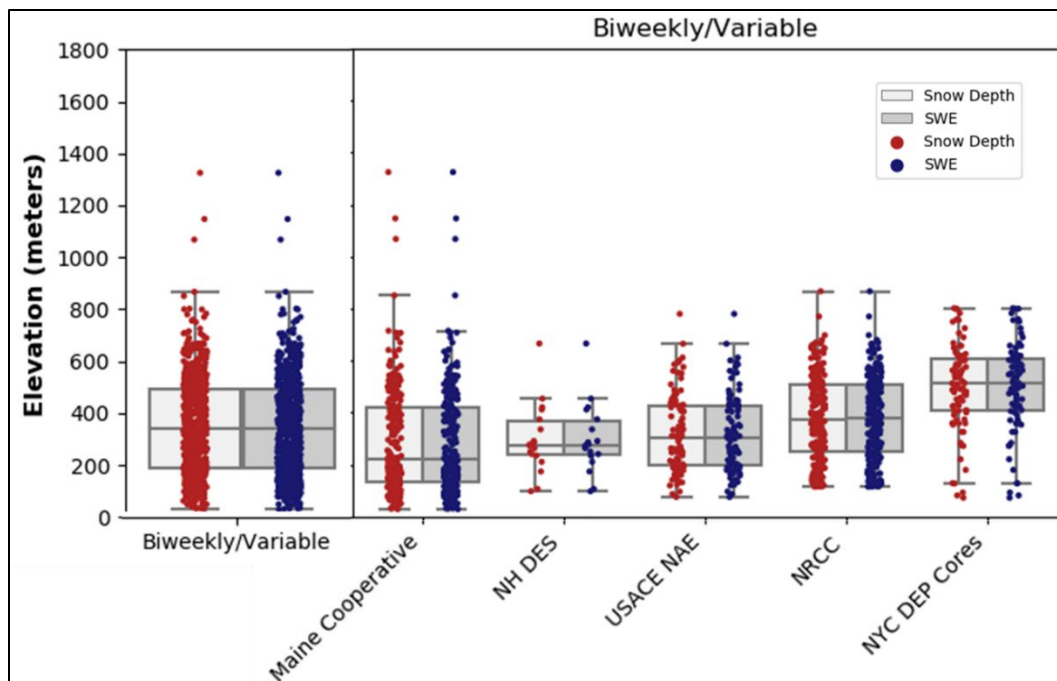 Biweekly/Variable
1800
1600
1400
1200
1000
800
600
400
200
0
Elevation (meters)
Snow Depth
SWE
Snow Depth
SWE
Biweekly/Variable
Maine Cooperative
NH DES
USACE NAE
NRCC
NYC DEP Cores